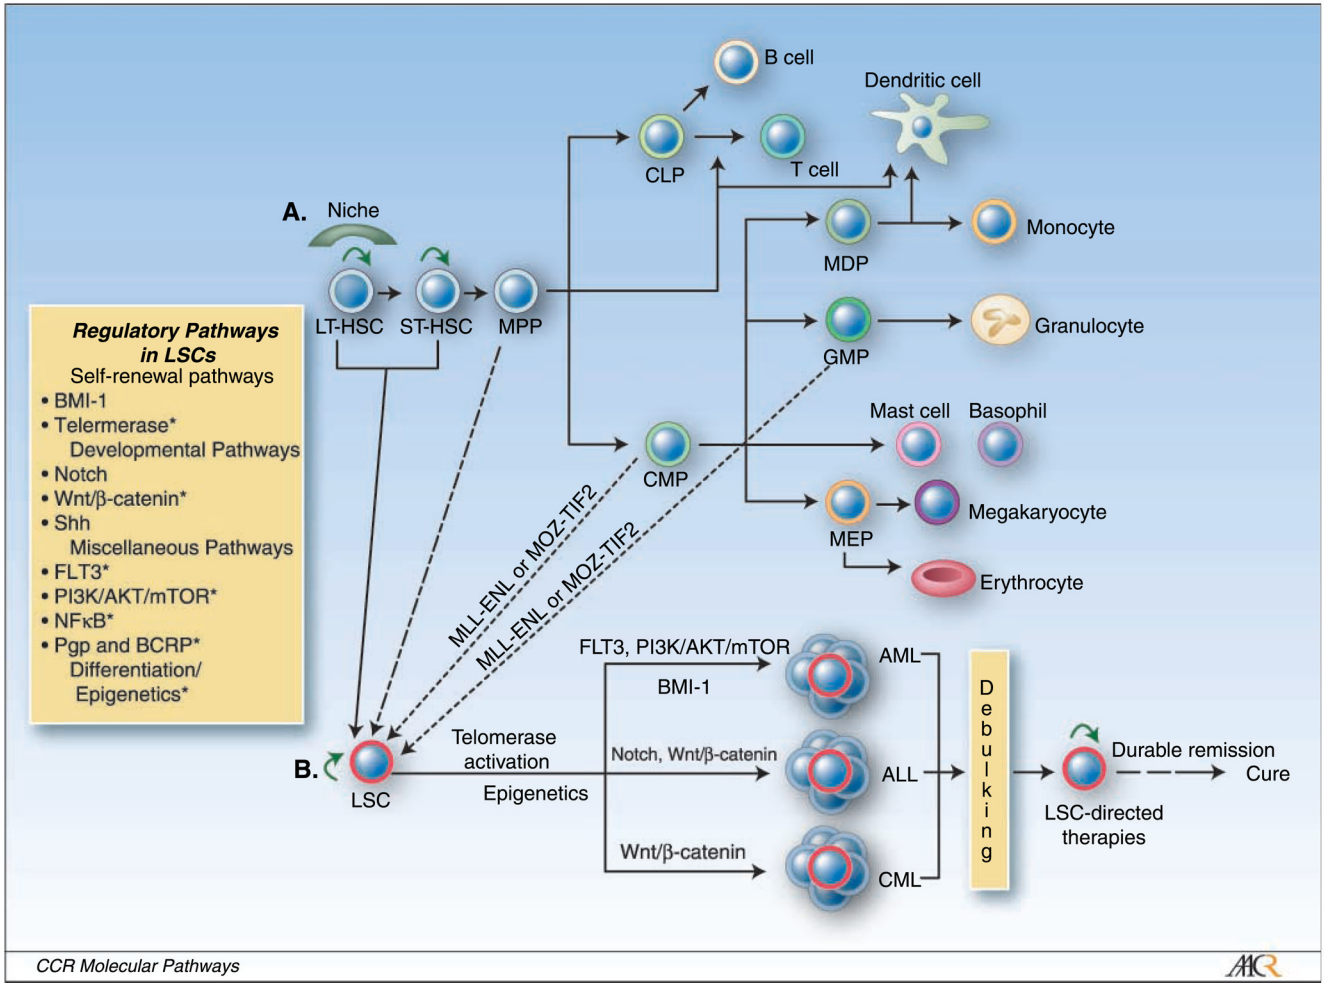 B cell
Dendritic cell
CLP
T cell
A.
Niche
MDP
Monocyte
LT-HSC
ST-HSC
MPP
GMP
Granulocyte
Regulatory Pathways
in LSCs
Self-renewal pathways
• BMI-1
• Telermerase*
Developmental Pathways
• Notch
• Wnt/β-catenin*
• Shh
Miscellaneous Pathways
• FLT3*
• PI3K/AKT/mTOR*
• NFκB*
• Pgp and BCRP*
Differentiation/
Epigenetics*
Mast cell
Basophil
CMP
MEP
Megakaryocyte
Erythrocyte
MLL-ENL or MOZ-TIF2
MLL-ENL or MOZ-TIF2
B.
LSC
Telomerase
activation
Epigenetics
FLT3, PI3K/AKT/mTOR
BMI-1
Notch, Wnt/β-catenin
Wnt/β-catenin
AML
ALL
CML
D
e
b
u
l
k
i
n
g
Durable remission
Cure
LSC-directed
therapies
CCR Molecular Pathways
AACR